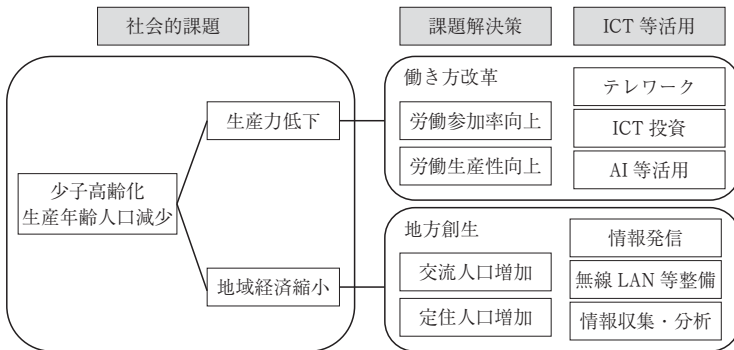 社会的課題
課題解決策
ICT 等活用
少子高齢化
生産年齢人口減少
生産力低下
地域経済縮小
働き方改革
労働参加率向上
労働生産性向上
テレワーク
ICT 投資
AI 等活用
地方創生
交流人口増加
定住人口増加
情報発信
無線 LAN 等整備
情報収集・分析